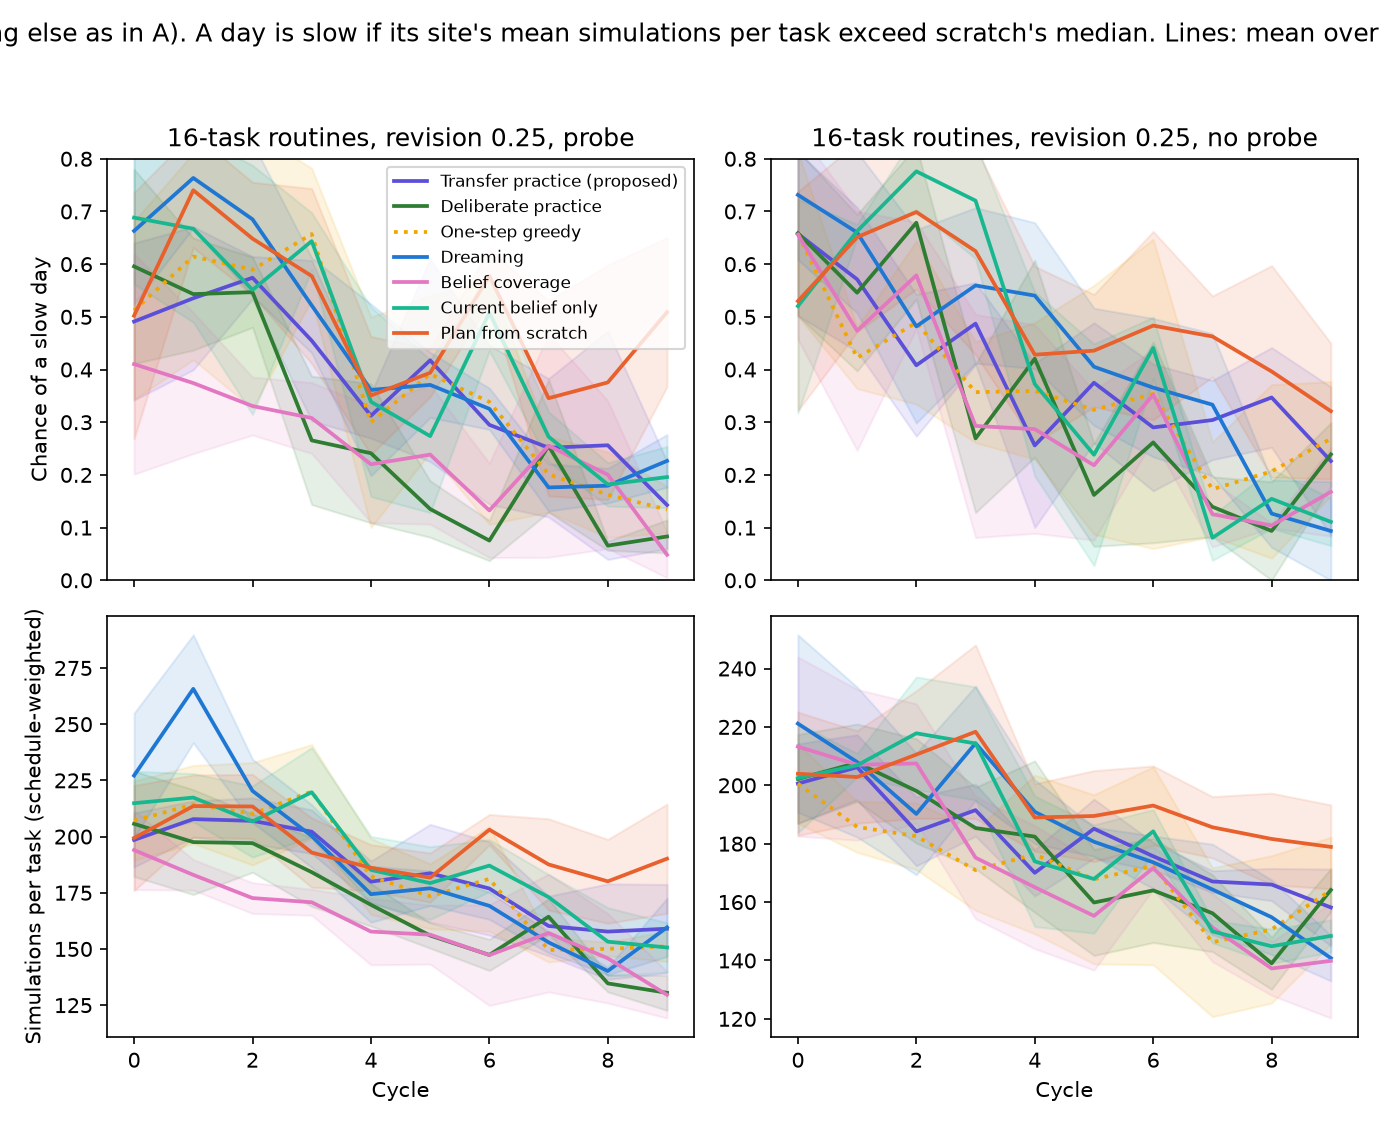 g else as in A). A day is slow if its site's mean simulations per task exceed scratch's median. Lines: mean over
16-task routines, revision 0.25, probe
16-task routines, revision 0.25, no probe
Chance of a slow day
0.8
0.7
0.6
0.5
0.4
0.3
0.2
0.1
0.0
Transfer practice (proposed)
Deliberate practice
One-step greedy
Dreaming
Belief coverage
Current belief only
Plan from scratch
0.8
0.7
0.6
0.5
0.4
0.3
0.2
0.1
0.0
Simulations per task (schedule-weighted)
275
250
225
200
175
150
125
0 2 4 6 8
Cycle
240
220
200
180
160
140
120
0 2 4 6 8
Cycle